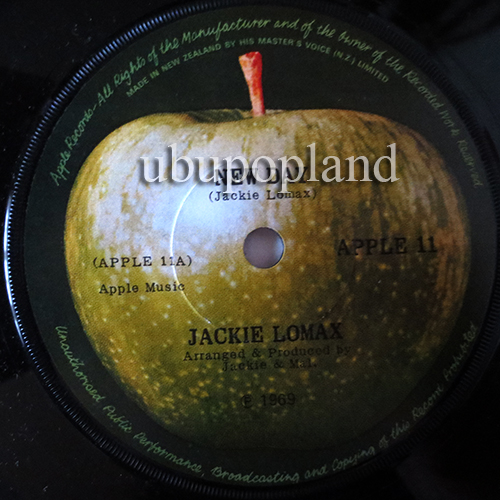 Apple Records-All Rights of the Manufacturer and of the Owner of the Recorded Work Reserved
MADE IN NEW ZEALAND BY HIS MASTER'S VOICE (N.Z.) LIMITED
ubupopland
NEW DAY
(Jackie Lomax)
(APPLE 11A)
APPLE 11
Apple Music
JACKIE LOMAX
Arranged & Produced by
Jackie & Mal.
℗ 1969
Unauthorised Public Performance, Broadcasting and Copying of this Record Prohibited